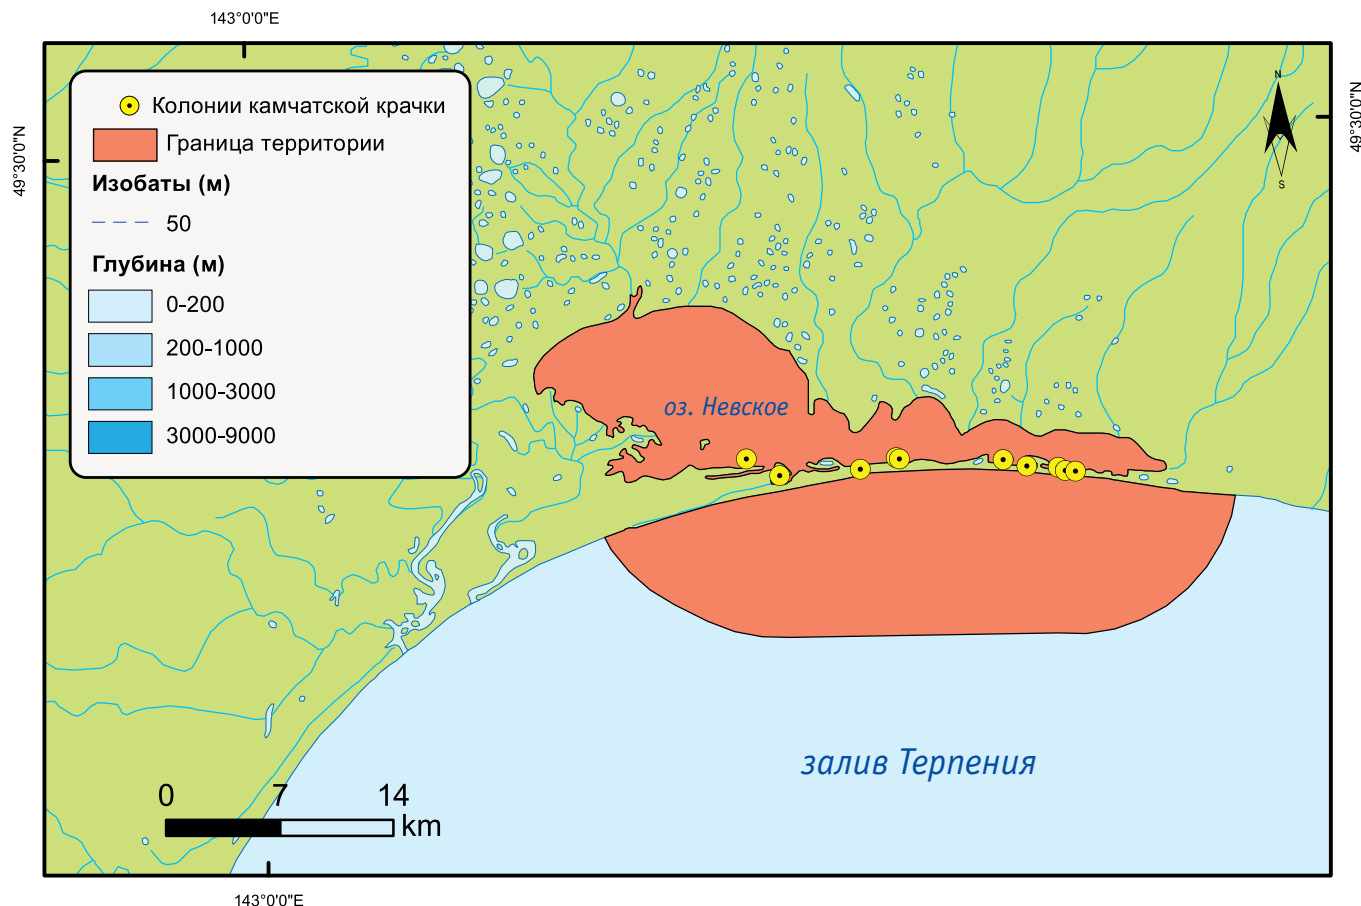 143°0'0"E
49°30'0"N
49°30'0"N
N
S
Колонии камчатской крачки
Граница территории
Изобаты (м)
50
Глубина (м)
0-200
200-1000
1000-3000
3000-9000
оз. Невское
залив Терпения
0 7 14
km
143°0'0"E